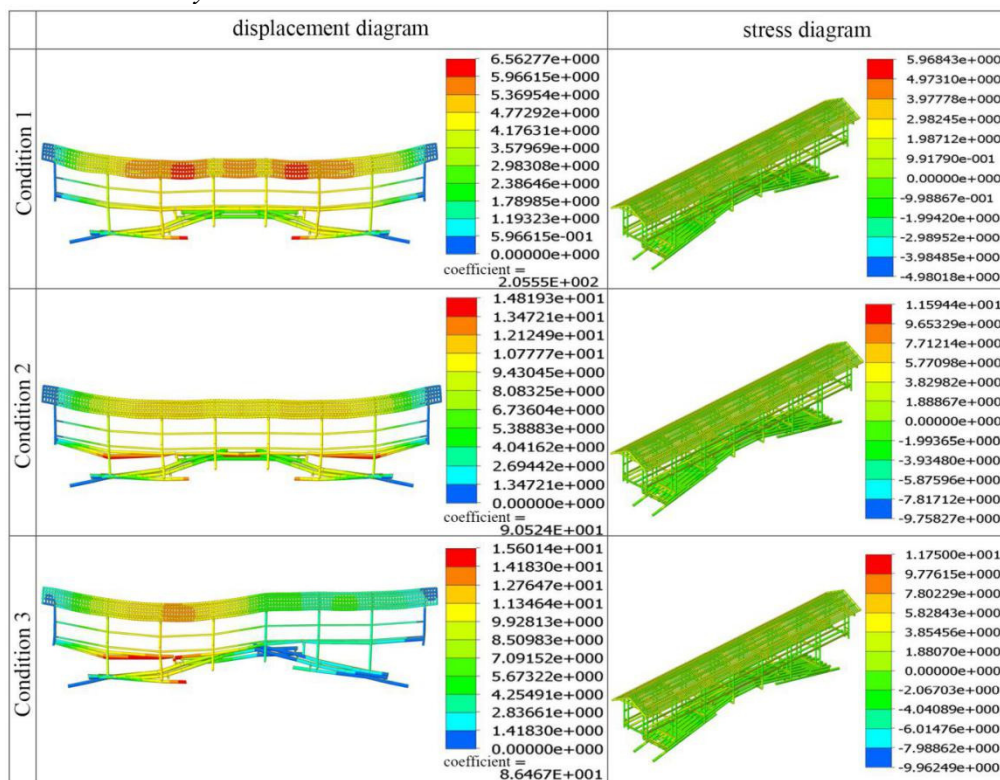 displacement diagram
stress diagram
Condition 1
6.56277e+000
5.96615e+000
5.36954e+000
4.77292e+000
4.17631e+000
3.57969e+000
2.98308e+000
2.38646e+000
1.78985e+000
1.19323e+000
5.96615e-001
0.00000e+000
coefficient =
2.0555E+002
5.96843e+000
4.97310e+000
3.97778e+000
2.98245e+000
1.98712e+000
9.91790e-001
0.00000e+000
-9.98867e-001
-1.99420e+000
-2.98952e+000
-3.98485e+000
-4.98018e+000
Condition 2
1.48193e+001
1.34721e+001
1.21249e+001
1.07777e+001
9.43045e+000
8.08325e+000
6.73604e+000
5.38883e+000
4.04162e+000
2.69442e+000
1.34721e+000
0.00000e+000
coefficient =
9.0524E+001
1.15944e+001
9.65329e+000
7.71214e+000
5.77098e+000
3.82982e+000
1.88867e+000
0.00000e+000
-1.99365e+000
-3.93480e+000
-5.87596e+000
-7.81712e+000
-9.75827e+000
Condition 3
1.56014e+001
1.41830e+001
1.27647e+001
1.13464e+001
9.92813e+000
8.50983e+000
7.09152e+000
5.67322e+000
4.25491e+000
2.83661e+000
1.41830e+000
0.00000e+000
coefficient =
8.6467E+001
1.17500e+001
9.77615e+000
7.80229e+000
5.82843e+000
3.85456e+000
1.88070e+000
0.00000e+000
-2.06703e+000
-4.04089e+000
-6.01476e+000
-7.98862e+000
-9.96249e+000